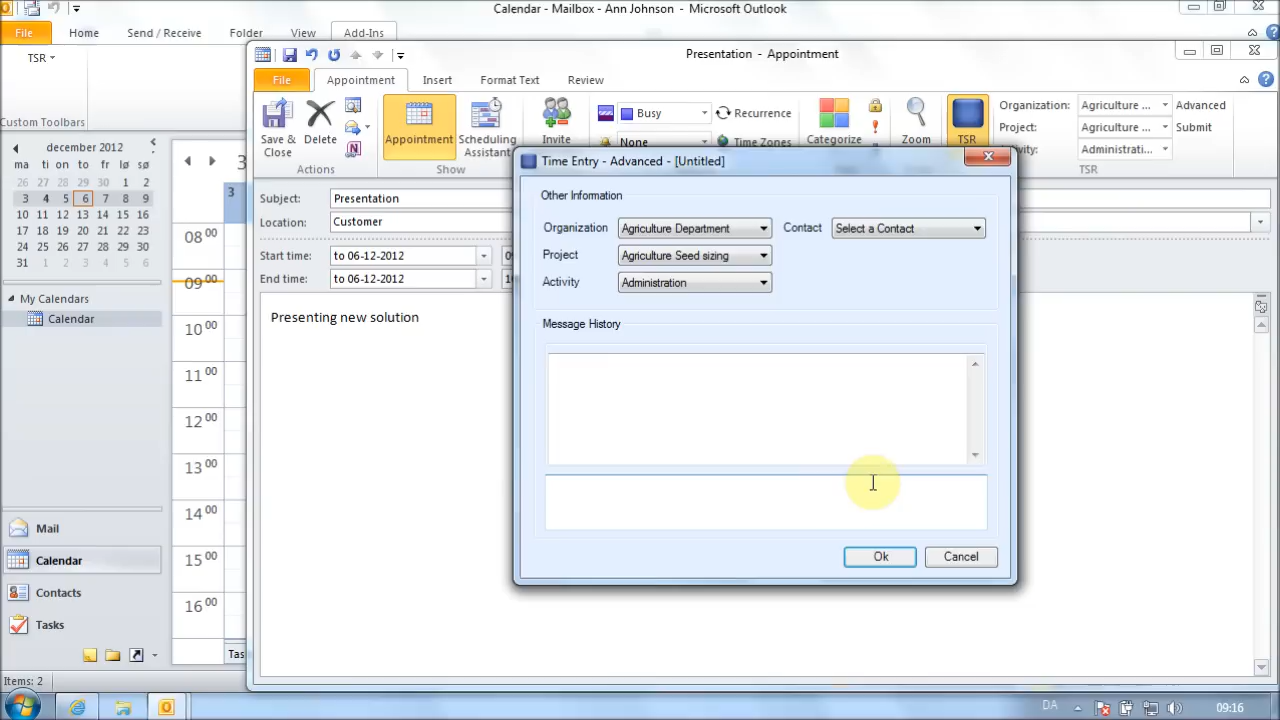 Calendar - Mailbox - Ann Johnson - Microsoft Outlook
File Home Send / Receive Folder View Add-Ins
TSR
Custom Toolbars
Presentation - Appointment
File Appointment Insert Format Text Review
Save & Close
Delete
Actions
Appointment
Scheduling Assistant
Show
Invite
Busy
None
Recurrence
Time Zones
Categorize
Zoom
TSR
Organization: Agriculture ... Advanced
Project: Agriculture ... Submit
Administrati...
TSR
december 2012
ma ti on to fr lø sø
26 27 28 29 30 1 2
3 4 5 6 7 8 9
10 11 12 13 14 15 16
17 18 19 20 21 22 23
24 25 26 27 28 29 30
31 1 2 3 4 5 6
My Calendars
Calendar
Mail
Calendar
Contacts
Tasks
Items: 2
3
3
08 00
09 00
10 00
11 00
12 00
13 00
14 00
15 00
16 00
Tas
Subject: Presentation
Location: Customer
Start time: to 06-12-2012
End time: to 06-12-2012
Presenting new solution
Time Entry - Advanced - [Untitled]
Other Information
Organization Agriculture Department Contact Select a Contact
Project Agriculture Seed sizing
Activity Administration
Message History
Ok Cancel
DA 09:16